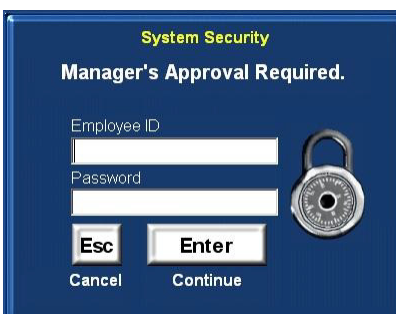 System Security
Manager's Approval Required.
Employee ID
Password
Esc Enter
Cancel Continue